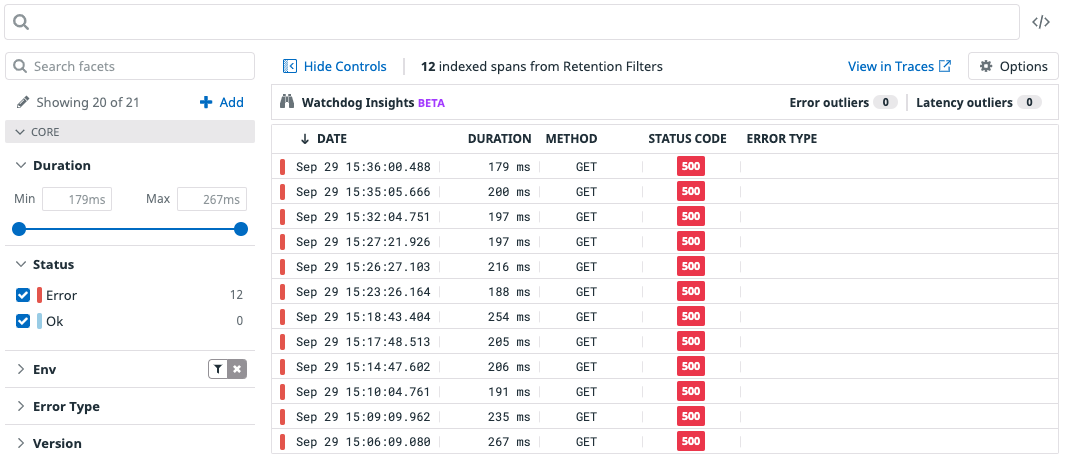 </>
Search facets
Hide Controls 12 indexed spans from Retention Filters View in Traces Options
Showing 20 of 21 Add
Watchdog Insights BETA Error outliers 0 Latency outliers 0
CORE
Duration
Min 179ms Max 267ms
Status
Error 12
Ok 0
Env
Error Type
Version
DATE DURATION METHOD STATUS CODE ERROR TYPE
Sep 29 15:36:00.488 179 ms GET 500
Sep 29 15:35:05.666 200 ms GET 500
Sep 29 15:32:04.751 197 ms GET 500
Sep 29 15:27:21.926 197 ms GET 500
Sep 29 15:26:27.103 216 ms GET 500
Sep 29 15:23:26.164 188 ms GET 500
Sep 29 15:18:43.404 254 ms GET 500
Sep 29 15:17:48.513 205 ms GET 500
Sep 29 15:14:47.602 206 ms GET 500
Sep 29 15:10:04.761 191 ms GET 500
Sep 29 15:09:09.962 235 ms GET 500
Sep 29 15:06:09.080 267 ms GET 500